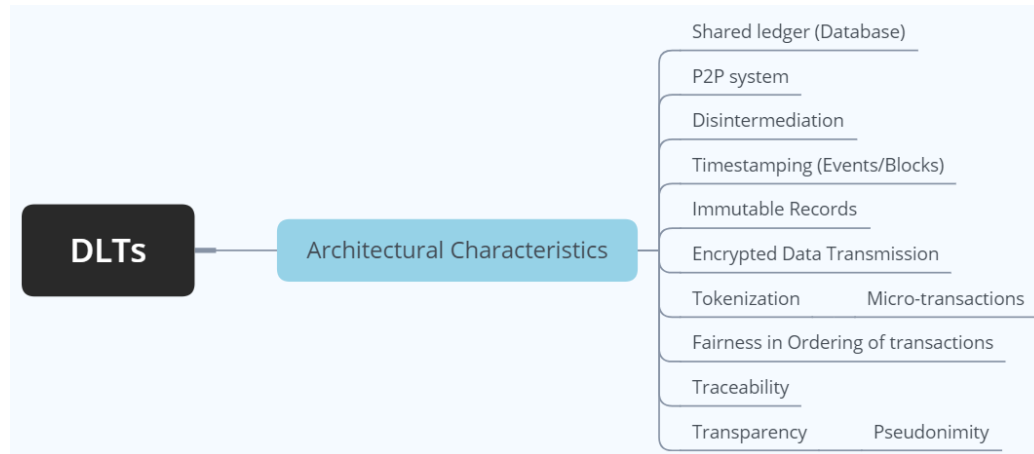 DLTs
Architectural Characteristics
Shared ledger (Database)
P2P system
Disintermediation
Timestamping (Events/Blocks)
Immutable Records
Encrypted Data Transmission
Tokenization Micro-transactions
Fairness in Ordering of transactions
Traceability
Transparency Pseudonimity